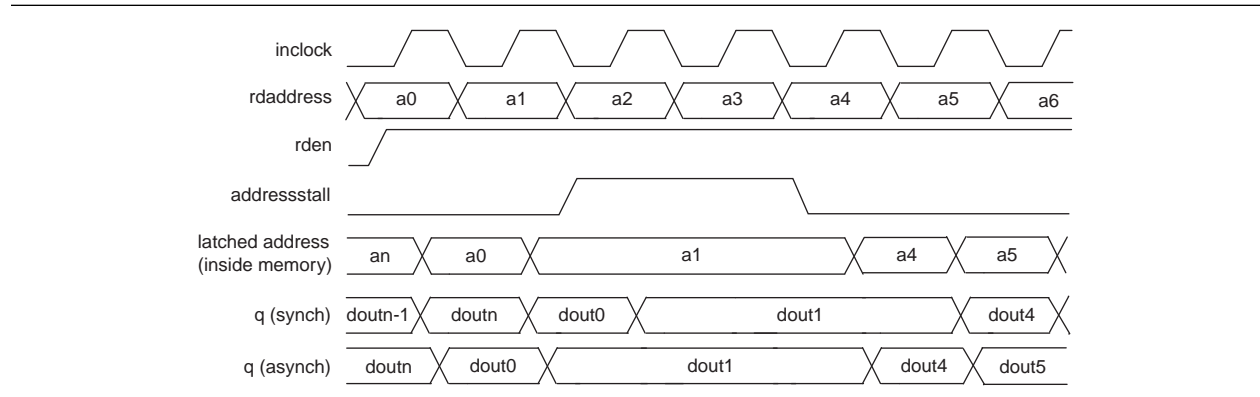 inclock
rdaddress a0 a1 a2 a3 a4 a5 a6
rden
addressstall
latched address
(inside memory) an a0 a1 a4 a5
q (synch) doutn-1 doutn dout0 dout1 dout4
q (asynch) doutn dout0 dout1 dout4 dout5